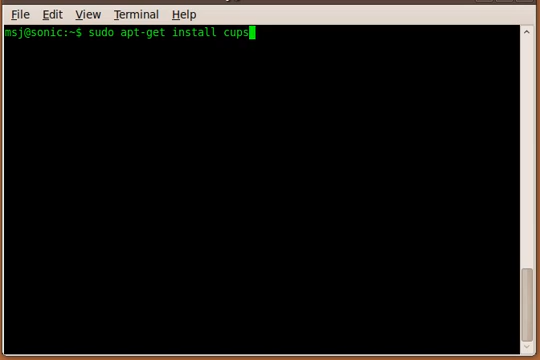 File Edit View Terminal Help
msj@sonic:~$ sudo apt-get install cups